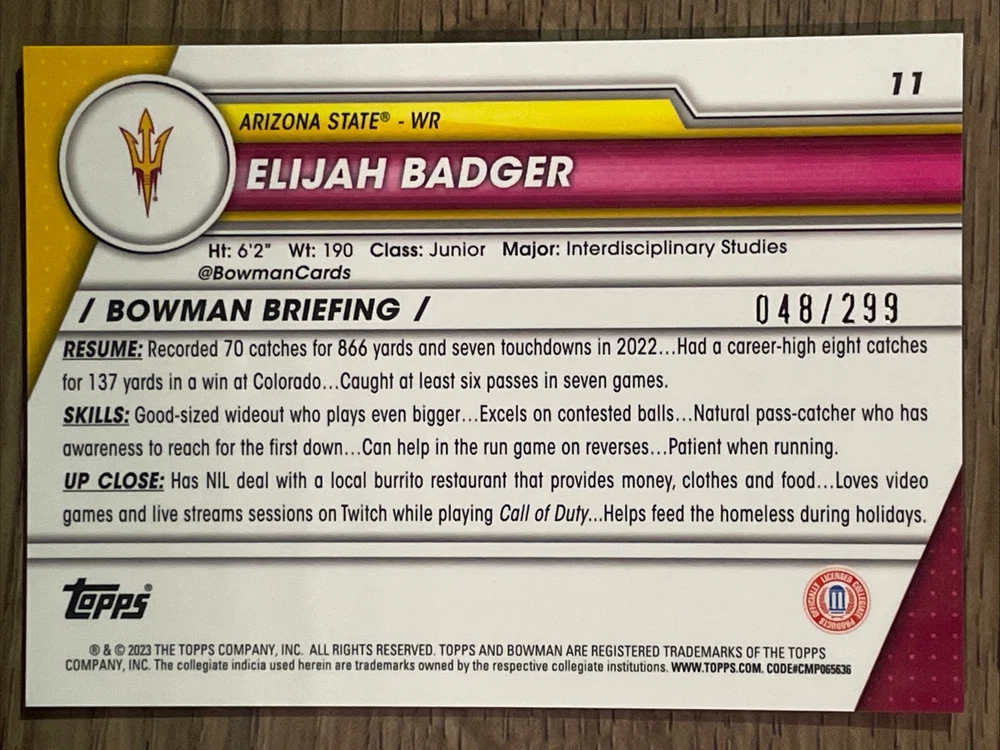 11
ARIZONA STATE® - WR
ELIJAH BADGER
Ht: 6'2" Wt: 190 Class: Junior Major: Interdisciplinary Studies
@BowmanCards
/ BOWMAN BRIEFING /
048/299
RESUME: Recorded 70 catches for 866 yards and seven touchdowns in 2022...Had a career-high eight catches
for 137 yards in a win at Colorado...Caught at least six passes in seven games.
SKILLS: Good-sized wideout who plays even bigger...Excels on contested balls...Natural pass-catcher who has
awareness to reach for the first down...Can help in the run game on reverses...Patient when running.
UP CLOSE: Has NIL deal with a local burrito restaurant that provides money, clothes and food...Loves video
games and live streams sessions on Twitch while playing Call of Duty...Helps feed the homeless during holidays.
topps®
OFFICIALLY LICENSED COLLEGIATE PRODUCTS
® & © 2023 THE TOPPS COMPANY, INC. ALL RIGHTS RESERVED. TOPPS AND BOWMAN ARE REGISTERED TRADEMARKS OF THE TOPPS
COMPANY, INC. The collegiate indicia used herein are trademarks owned by the respective collegiate institutions. WWW.TOPPS.COM. CODE#CMP065636